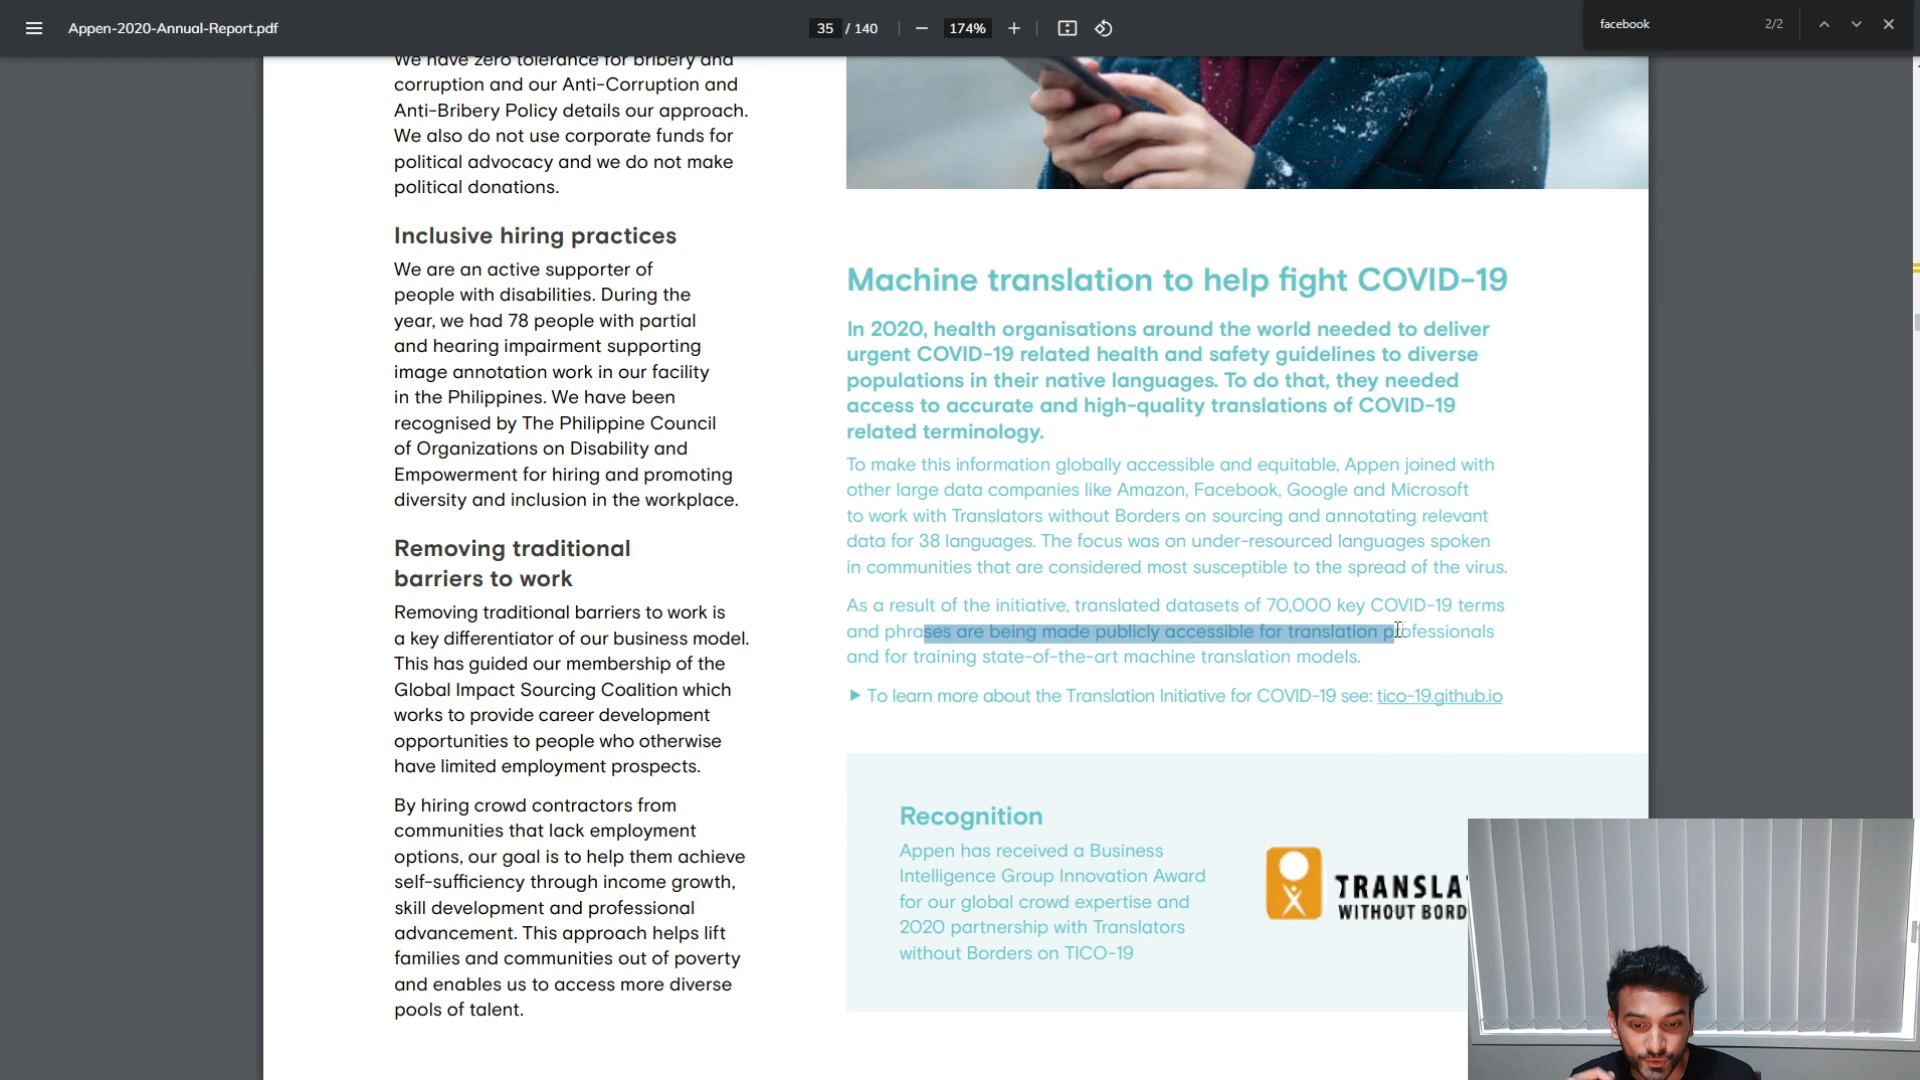 Appen-2020-Annual-Report.pdf
35 / 140
174%
facebook
2/2
We have zero tolerance for bribery and
corruption and our Anti-Corruption and
Anti-Bribery Policy details our approach.
We also do not use corporate funds for
political advocacy and we do not make
political donations.
Inclusive hiring practices
We are an active supporter of
people with disabilities. During the
year, we had 78 people with partial
and hearing impairment supporting
image annotation work in our facility
in the Philippines. We have been
recognised by The Philippine Council
of Organizations on Disability and
Empowerment for hiring and promoting
diversity and inclusion in the workplace.
Removing traditional
barriers to work
Removing traditional barriers to work is
a key differentiator of our business model.
This has guided our membership of the
Global Impact Sourcing Coalition which
works to provide career development
opportunities to people who otherwise
have limited employment prospects.
By hiring crowd contractors from
communities that lack employment
options, our goal is to help them achieve
self-sufficiency through income growth,
skill development and professional
advancement. This approach helps lift
families and communities out of poverty
and enables us to access more diverse
pools of talent.
Machine translation to help fight COVID-19
In 2020, health organisations around the world needed to deliver
urgent COVID-19 related health and safety guidelines to diverse
populations in their native languages. To do that, they needed
access to accurate and high-quality translations of COVID-19
related terminology.
To make this information globally accessible and equitable, Appen joined with
other large data companies like Amazon, Facebook, Google and Microsoft
to work with Translators without Borders on sourcing and annotating relevant
data for 38 languages. The focus was on under-resourced languages spoken
in communities that are considered most susceptible to the spread of the virus.
As a result of the initiative, translated datasets of 70,000 key COVID-19 terms
and phrases are being made publicly accessible for translation professionals
and for training state-of-the-art machine translation models.
To learn more about the Translation Initiative for COVID-19 see: tico-19.github.io
Recognition
Appen has received a Business
Intelligence Group Innovation Award
for our global crowd expertise and
2020 partnership with Translators
without Borders on TICO-19
TRANSLA
WITHOUT BORD